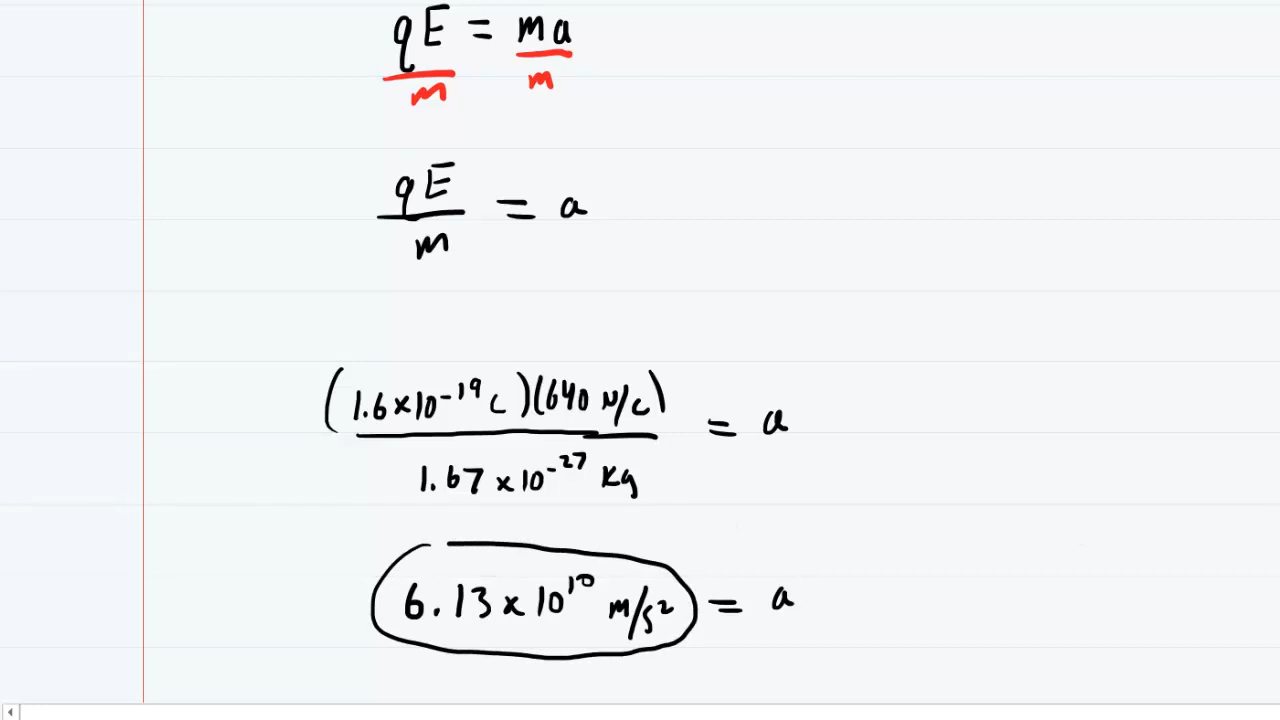 qE = ma
m m
qE
m = a
(1.6×10⁻¹⁹ C)(640 N/C)
1.67×10⁻²⁷ kg = a
6.13×10¹⁰ m/s² = a